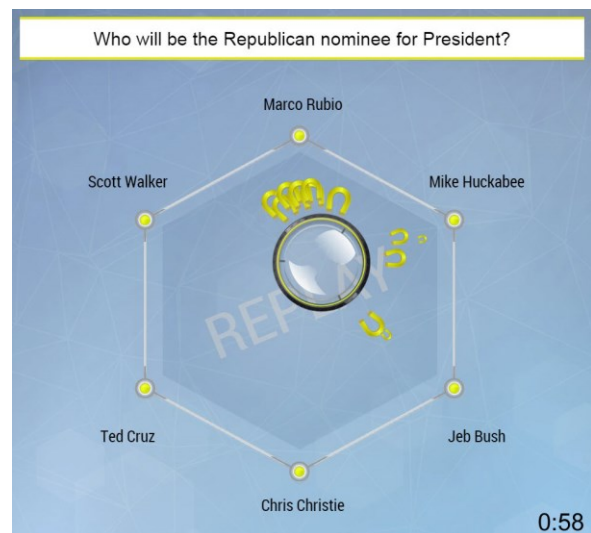 Who will be the Republican nominee for President?
Marco Rubio
Scott Walker
Mike Huckabee
REPLAY
Ted Cruz
Jeb Bush
Chris Christie
0:58